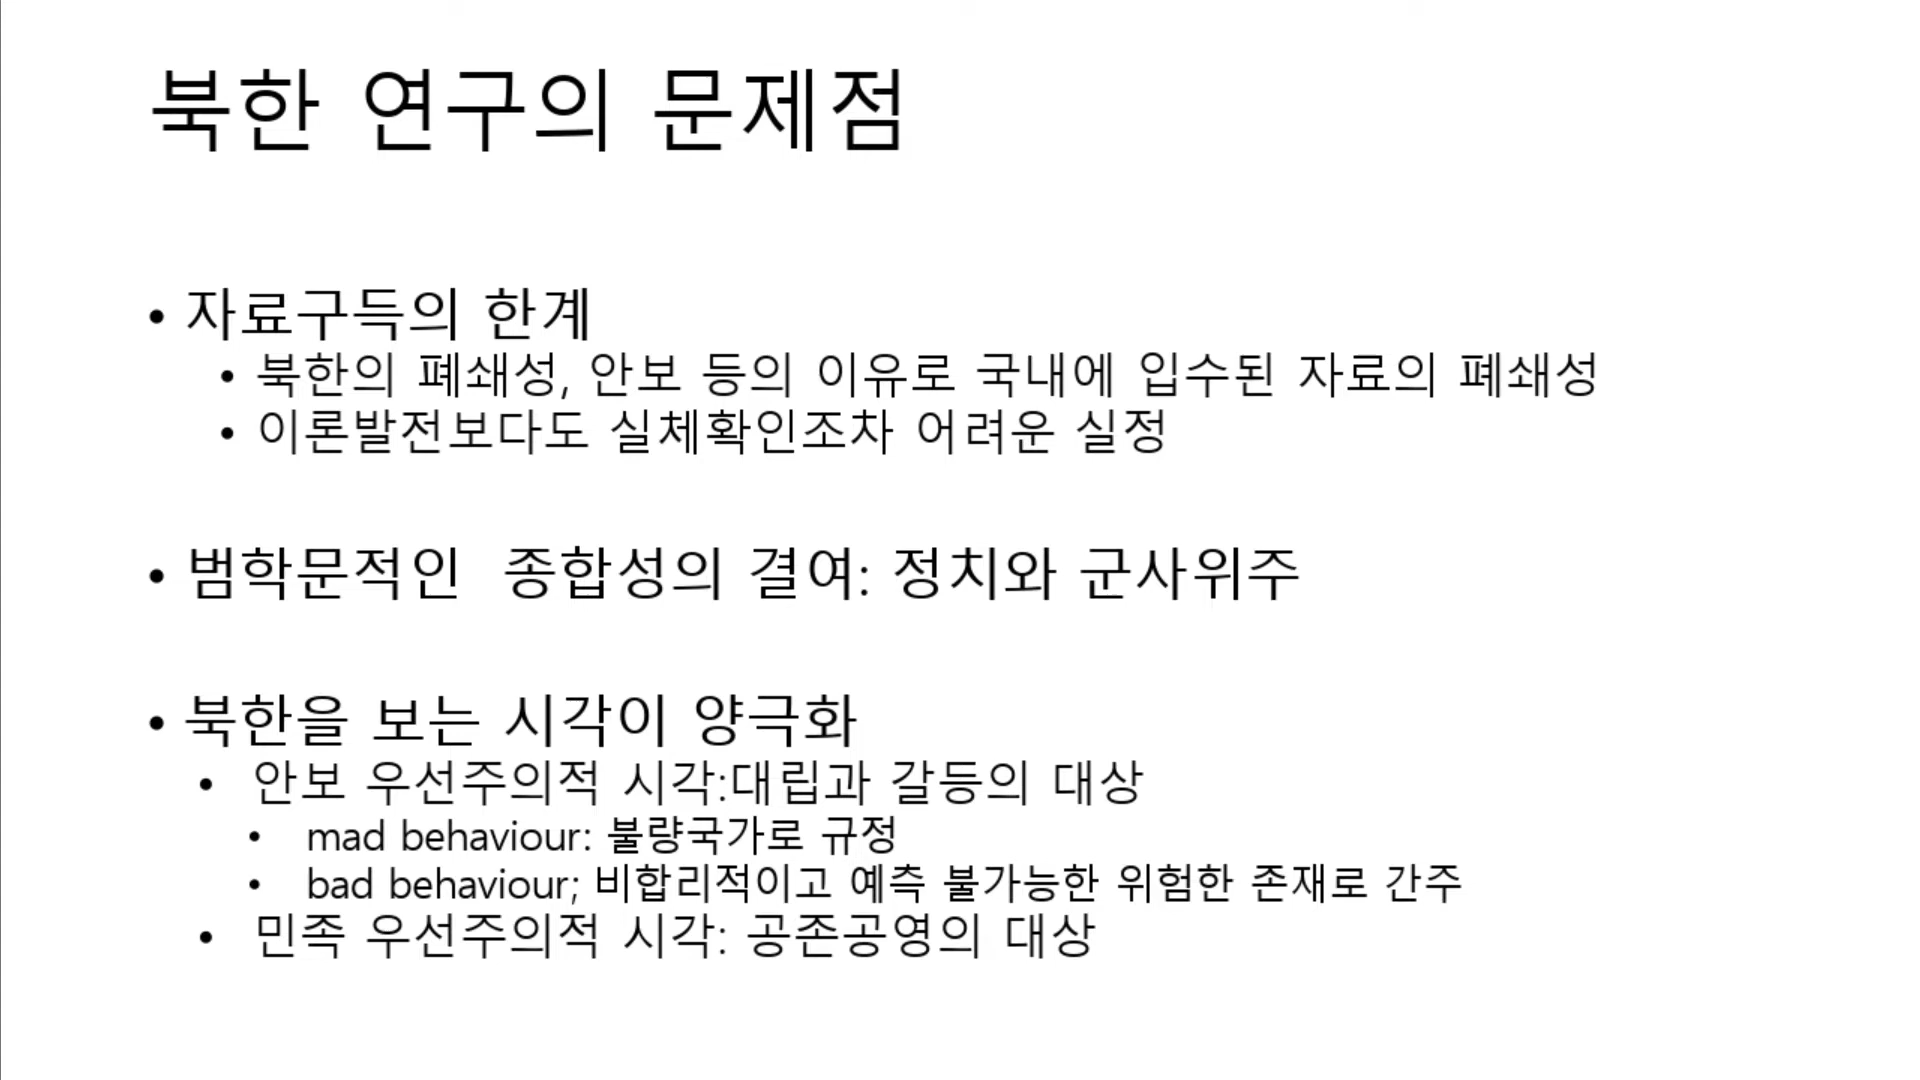 북한 연구의 문제점
• 자료구득의 한계
• 북한의 폐쇄성, 안보 등의 이유로 국내에 입수된 자료의 폐쇄성
• 이론발전보다도 실체확인조차 어려운 실정
• 범학문적인  종합성의 결여: 정치와 군사위주
• 북한을 보는 시각이 양극화
• 안보 우선주의적 시각:대립과 갈등의 대상
• mad behaviour: 불량국가로 규정
• bad behaviour; 비합리적이고 예측 불가능한 위험한 존재로 간주
• 민족 우선주의적 시각: 공존공영의 대상